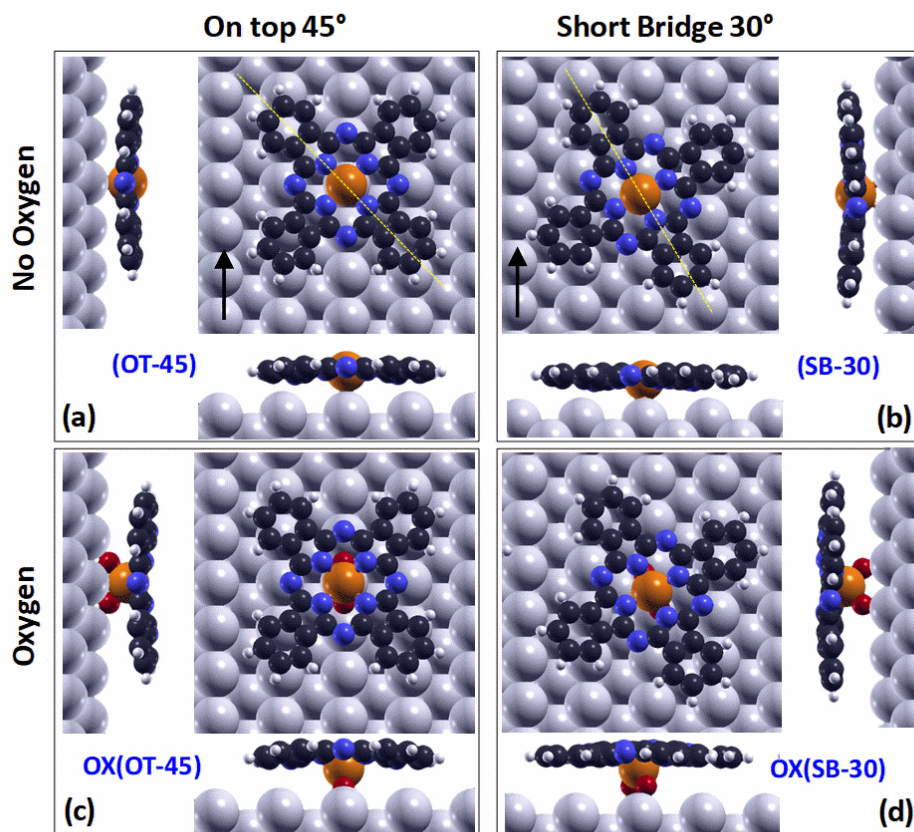 On top 45°
Short Bridge 30°
No Oxygen
(OT-45)
(SB-30)
(a)
(b)
Oxygen
OX(OT-45)
OX(SB-30)
(c)
(d)